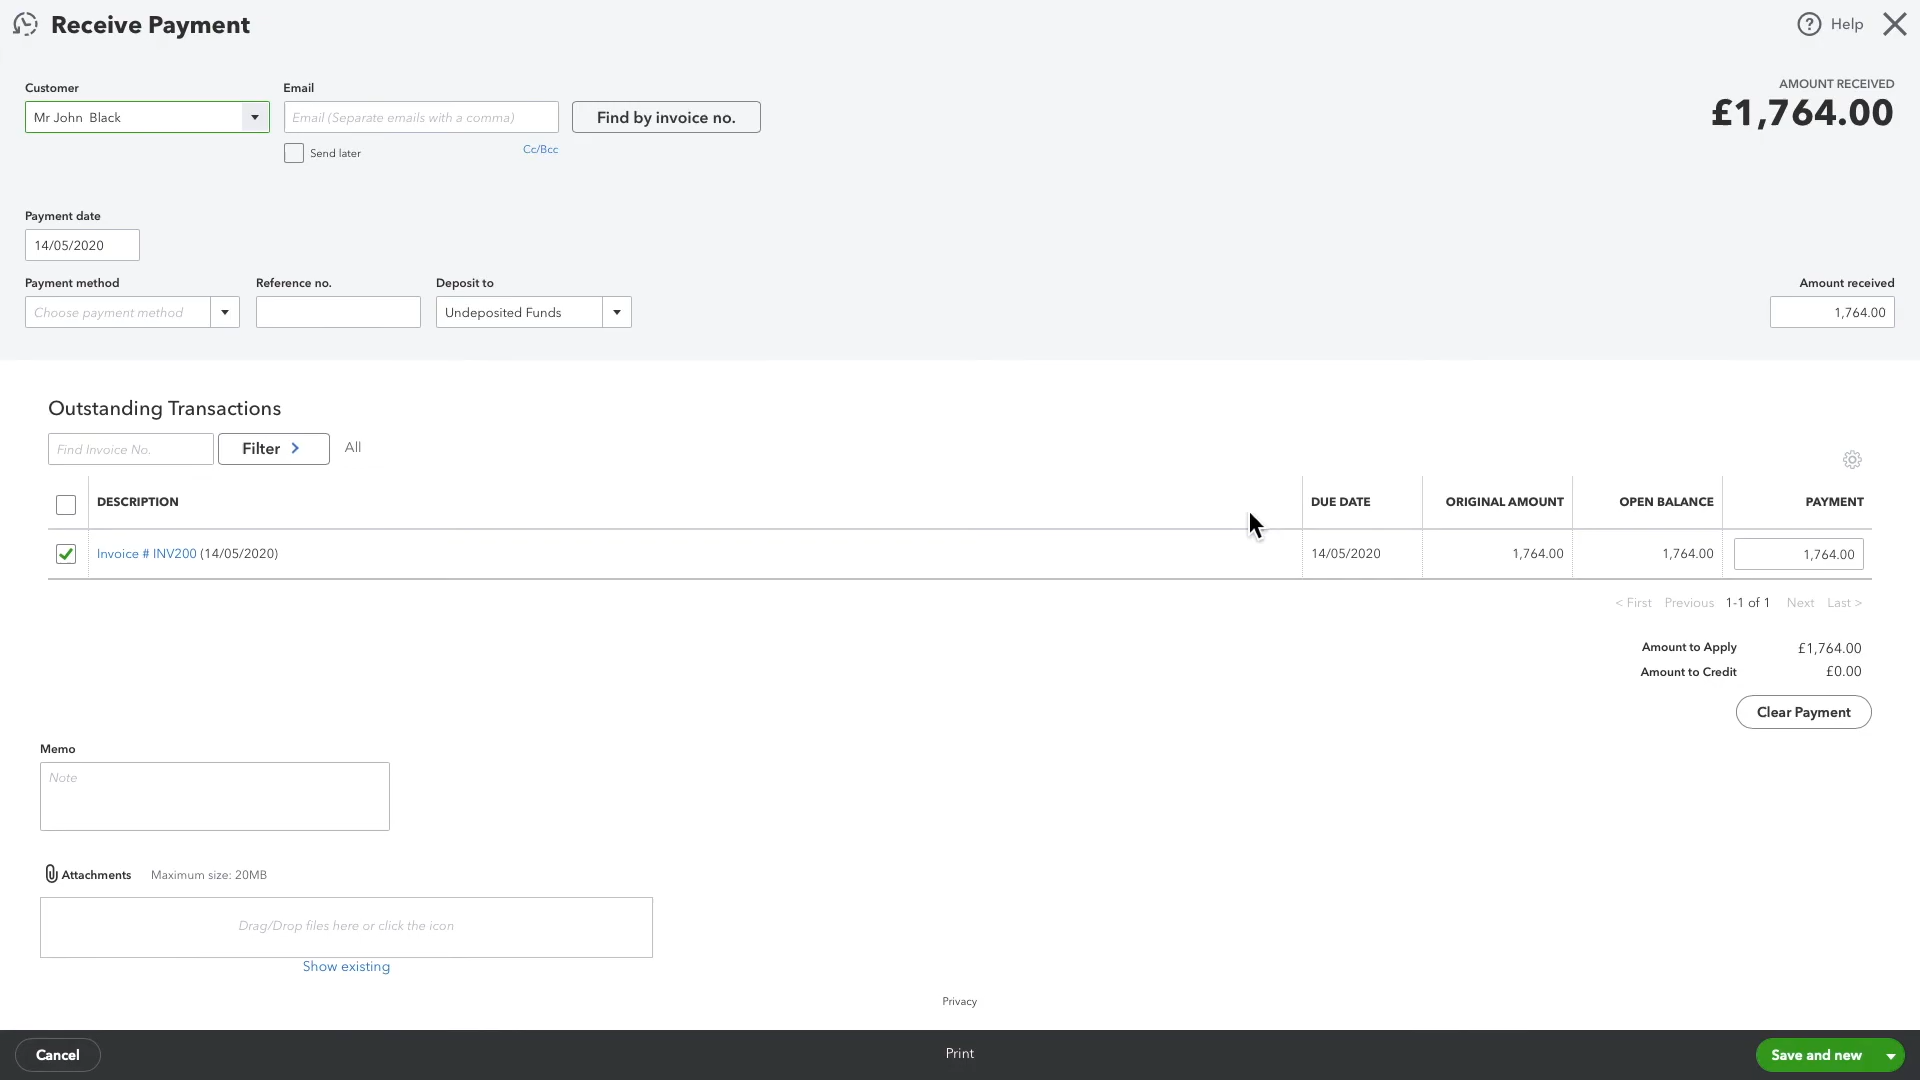 Receive Payment
? Help
Customer
Email
AMOUNT RECEIVED
£1,764.00
Mr John  Black
Email (Separate emails with a comma)
Find by invoice no.
Send later
Cc/Bcc
Payment date
14/05/2020
Payment method
Reference no.
Deposit to
Amount received
Choose payment method
Undeposited Funds
1,764.00
Outstanding Transactions
Find Invoice No.
Filter >
All
DESCRIPTION
DUE DATE
ORIGINAL AMOUNT
OPEN BALANCE
PAYMENT
Invoice # INV200 (14/05/2020)
14/05/2020
1,764.00
1,764.00
1,764.00
< First Previous 1-1 of 1 Next Last >
Amount to Apply £1,764.00
Amount to Credit £0.00
Clear Payment
Memo
Note
Attachments Maximum size: 20MB
Drag/Drop files here or click the icon
Show existing
Privacy
Cancel
Print
Save and new